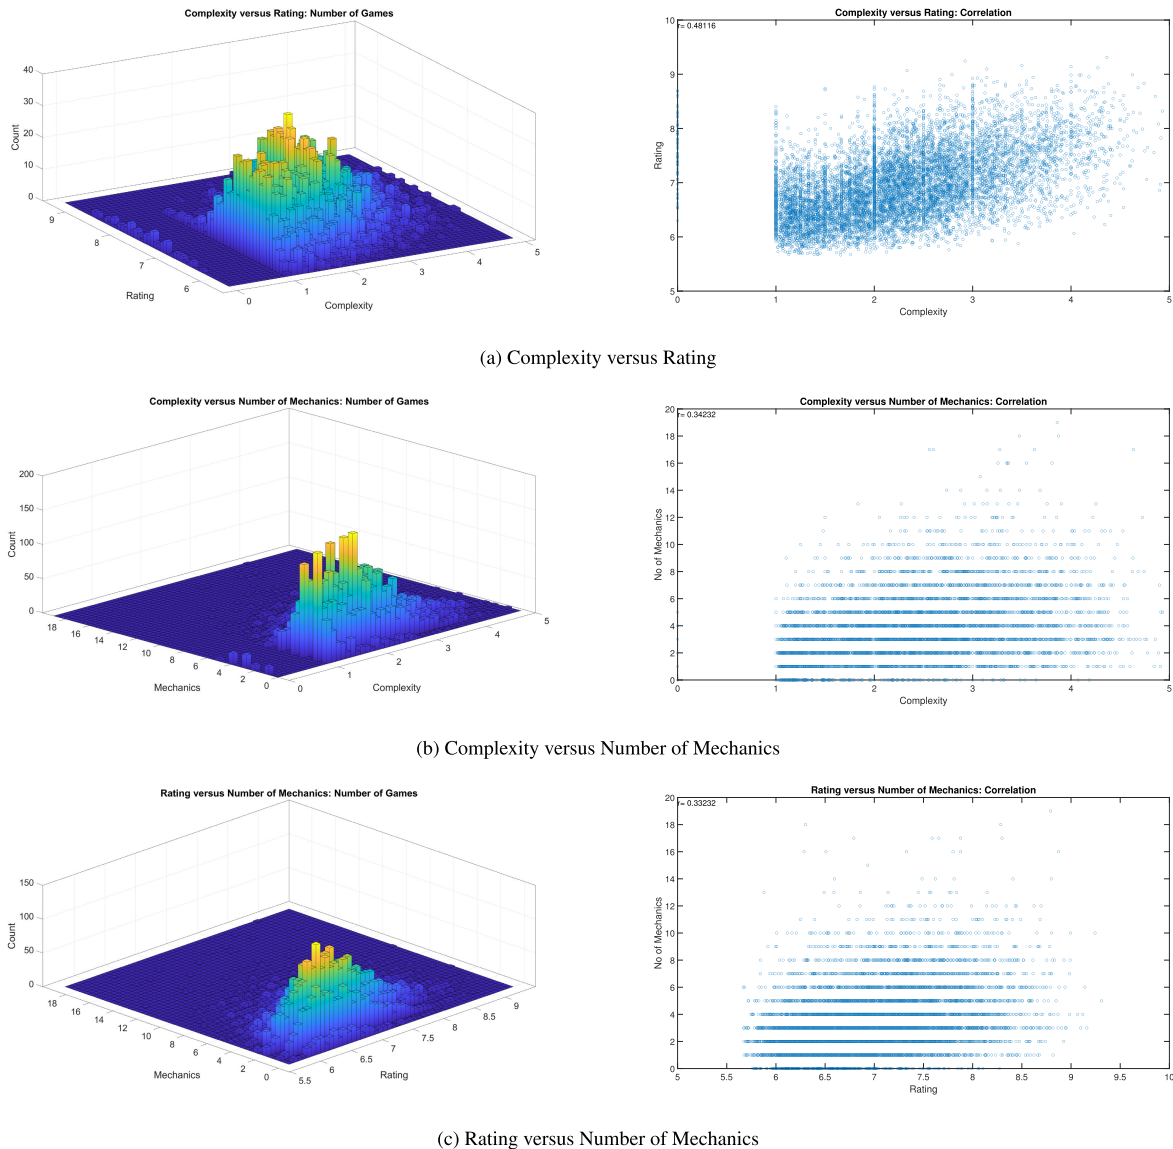 Complexity versus Rating: Number of Games
40
30
20
10
0
Count
9
8
7
6
Rating
0
1
2
3
4
5
Complexity
Complexity versus Rating: Correlation
r= 0.48116
10
9
8
7
6
5
Rating
0 1 2 3 4 5
Complexity
(a) Complexity versus Rating
Complexity versus Number of Mechanics: Number of Games
200
150
100
50
0
Count
18
16
14
12
10
8
6
4
2
0
Mechanics
0
1
2
3
4
5
Complexity
Complexity versus Number of Mechanics: Correlation
r= 0.34232
20
18
16
14
12
10
8
6
4
2
0
No of Mechanics
0 1 2 3 4 5
Complexity
(b) Complexity versus Number of Mechanics
Rating versus Number of Mechanics: Number of Games
150
100
50
0
Count
18
16
14
12
10
8
6
4
2
0
Mechanics
5.5
6
6.5
7
7.5
8
8.5
9
Rating
Rating versus Number of Mechanics: Correlation
r= 0.33232
20
18
16
14
12
10
8
6
4
2
0
No of Mechanics
5 5.5 6 6.5 7 7.5 8 8.5 9 9.5 10
Rating
(c) Rating versus Number of Mechanics